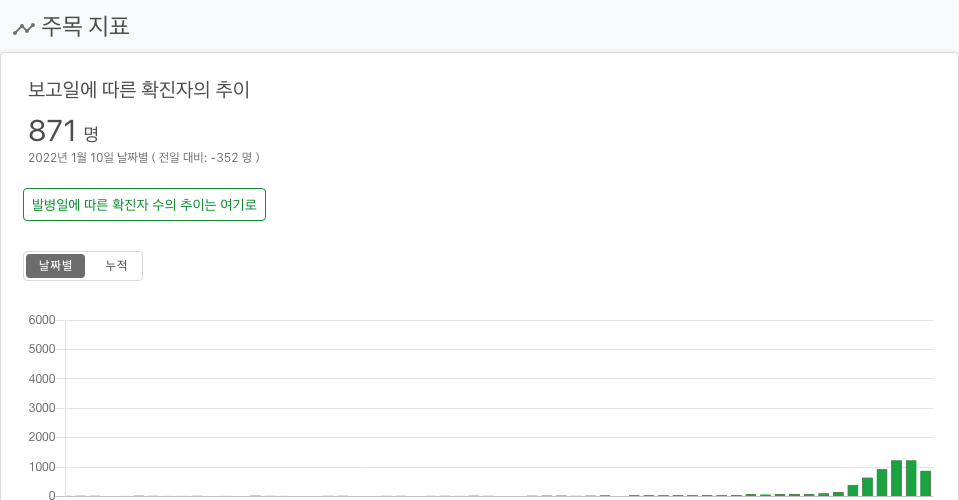 주목 지표
보고일에 따른 확진자의 추이
871 명
2022년 1월 10일 날짜별 ( 전일 대비: -352 명 )
발병일에 따른 확진자 수의 추이는 여기로
날짜별 누적
6000
5000
4000
3000
2000
1000
0